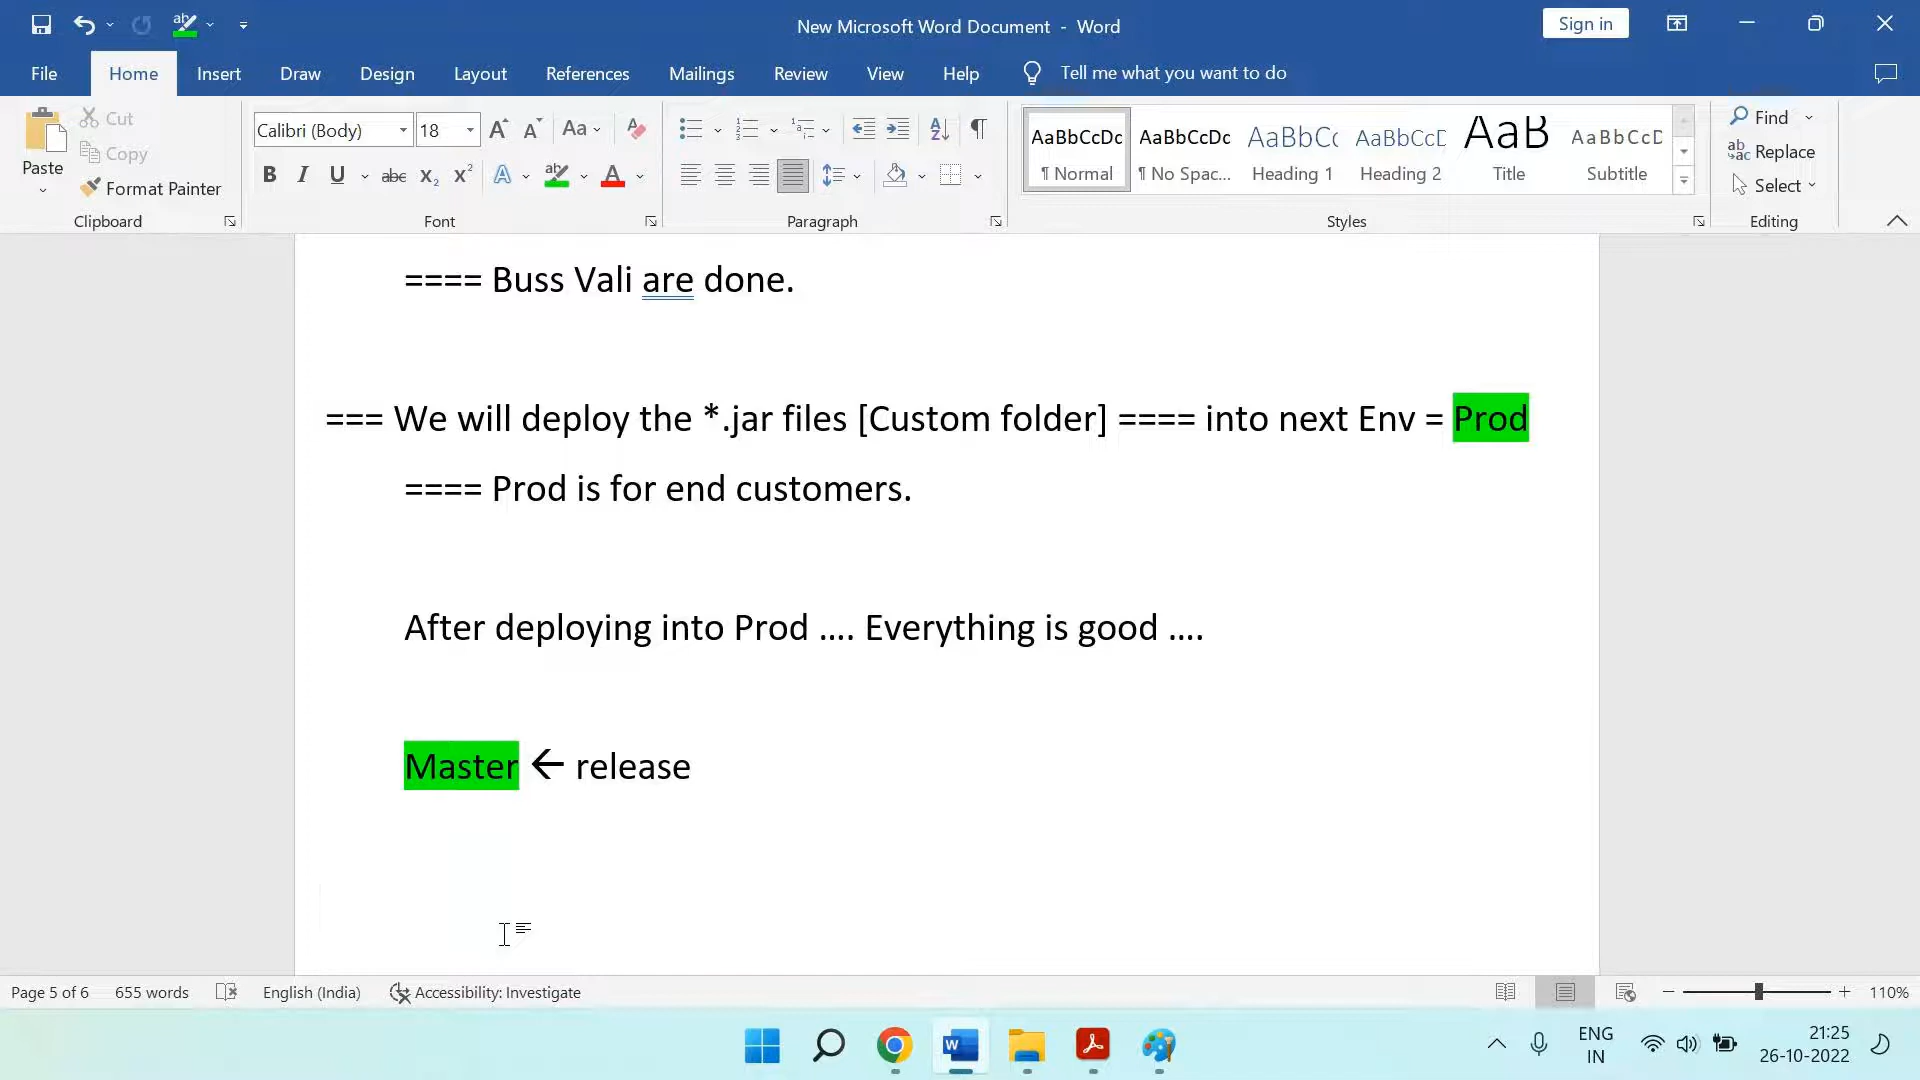 New Microsoft Word Document - Word
Sign in
File Home Insert Draw Design Layout References Mailings Review View Help Tell me what you want to do
Paste
Cut
Copy
Format Painter
Clipboard
Calibri (Body) 18
Font
Paragraph
AaBbCcDc AaBbCcDc AaBbCc AaBbCcD AaB AaBbCcD
¶ Normal ¶ No Spac... Heading 1 Heading 2 Title Subtitle
Styles
Find
Replace
Select
Editing
==== Buss Vali are done.
=== We will deploy the *.jar files [Custom folder] ==== into next Env = Prod
==== Prod is for end customers.
After deploying into Prod .... Everything is good ....
Master ← release
Page 5 of 6 655 words English (India) Accessibility: Investigate 110%
ENG
IN
21:25
26-10-2022